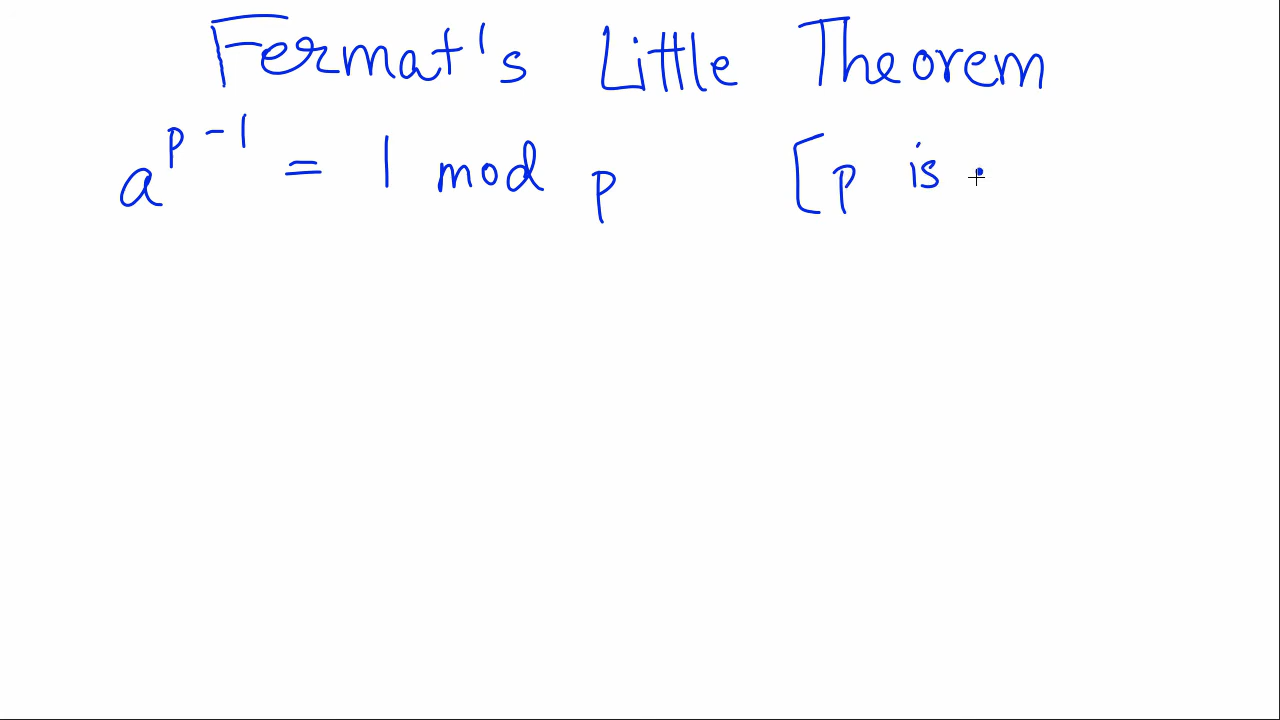 Fermat's Little Theorem
a^{p-1} = 1 mod p [p is